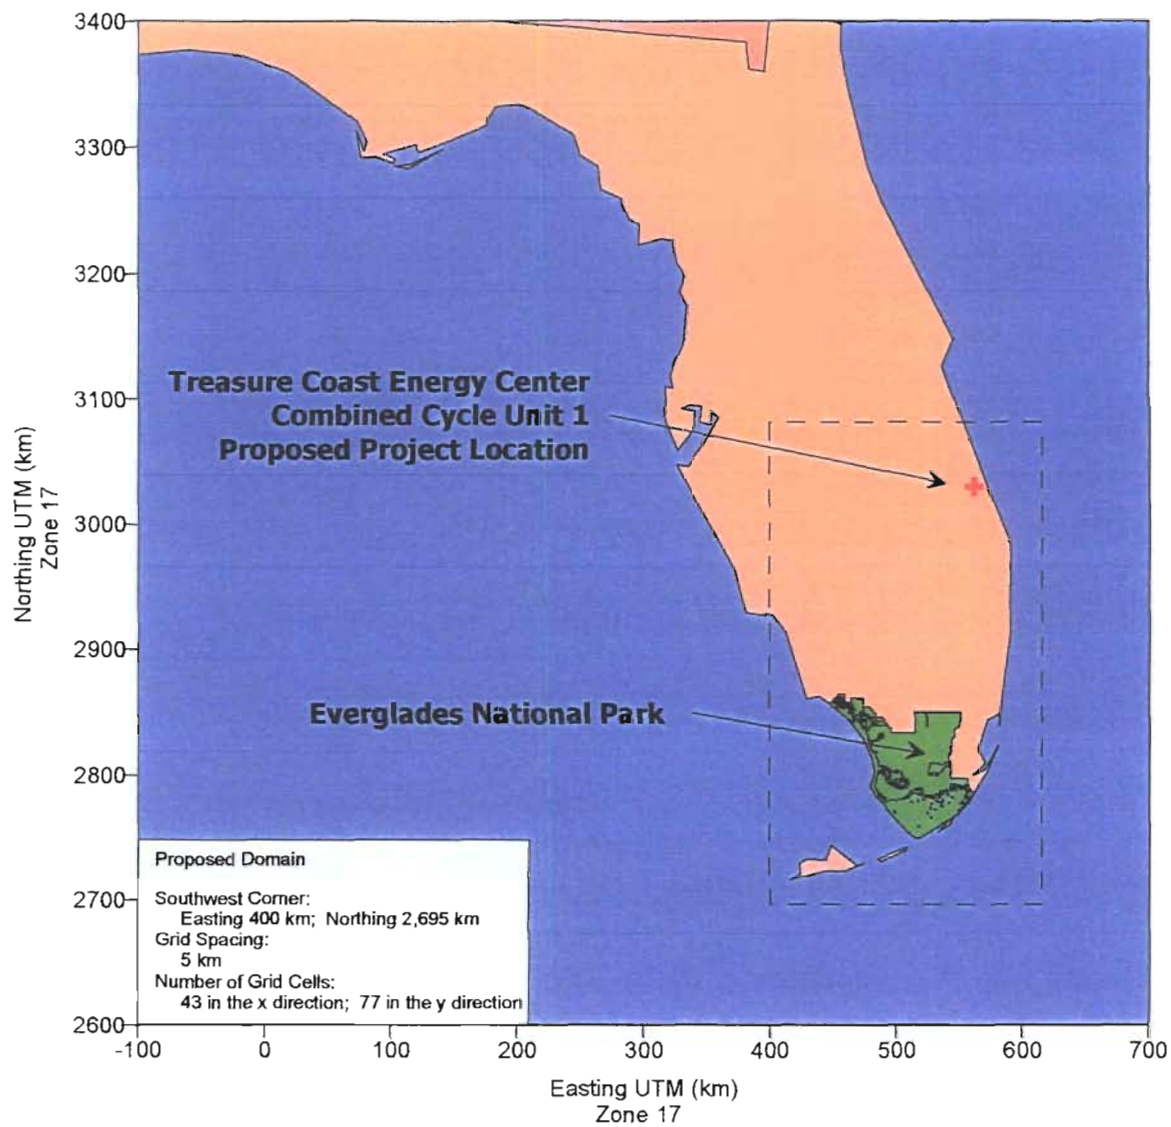 3400
3300
3200
3100
3000
2900
2800
2700
2600
Northing UTM (km)
Zone 17
Treasure Coast Energy Center
Combined Cycle Unit 1
Proposed Project Location
Everglades National Park
Proposed Domain
Southwest Corner:
Easting 400 km; Northing 2,695 km
Grid Spacing:
5 km
Number of Grid Cells:
43 in the x direction; 77 in the y direction
-100 0 100 200 300 400 500 600 700
Easting UTM (km)
Zone 17